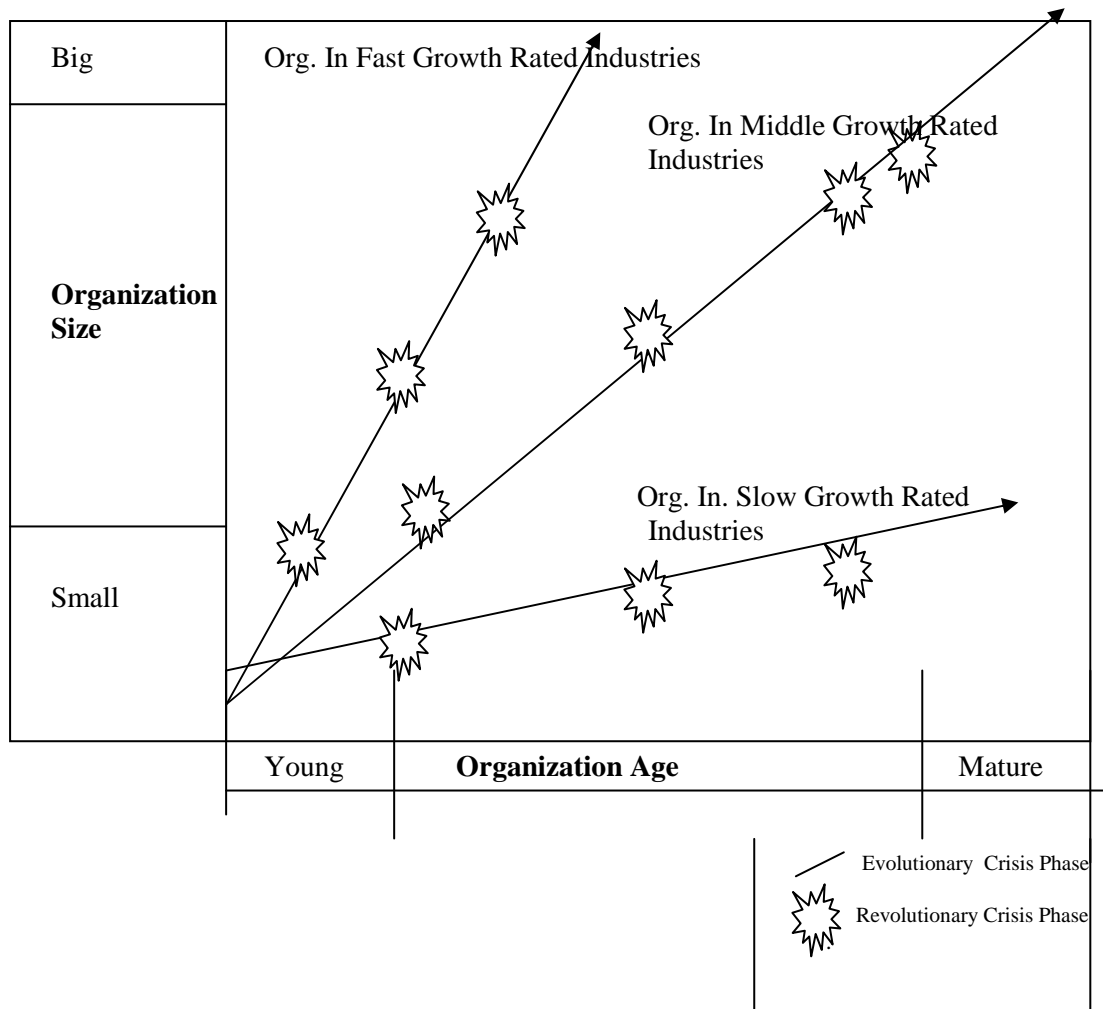 Big
Org. In Fast Growth Rated Industries
Org. In Middle Growth Rated
Industries
Organization
Size
Org. In. Slow Growth Rated
Industries
Small
Young
Organization Age
Mature
Evolutionary Crisis Phase
Revolutionary Crisis Phase
.